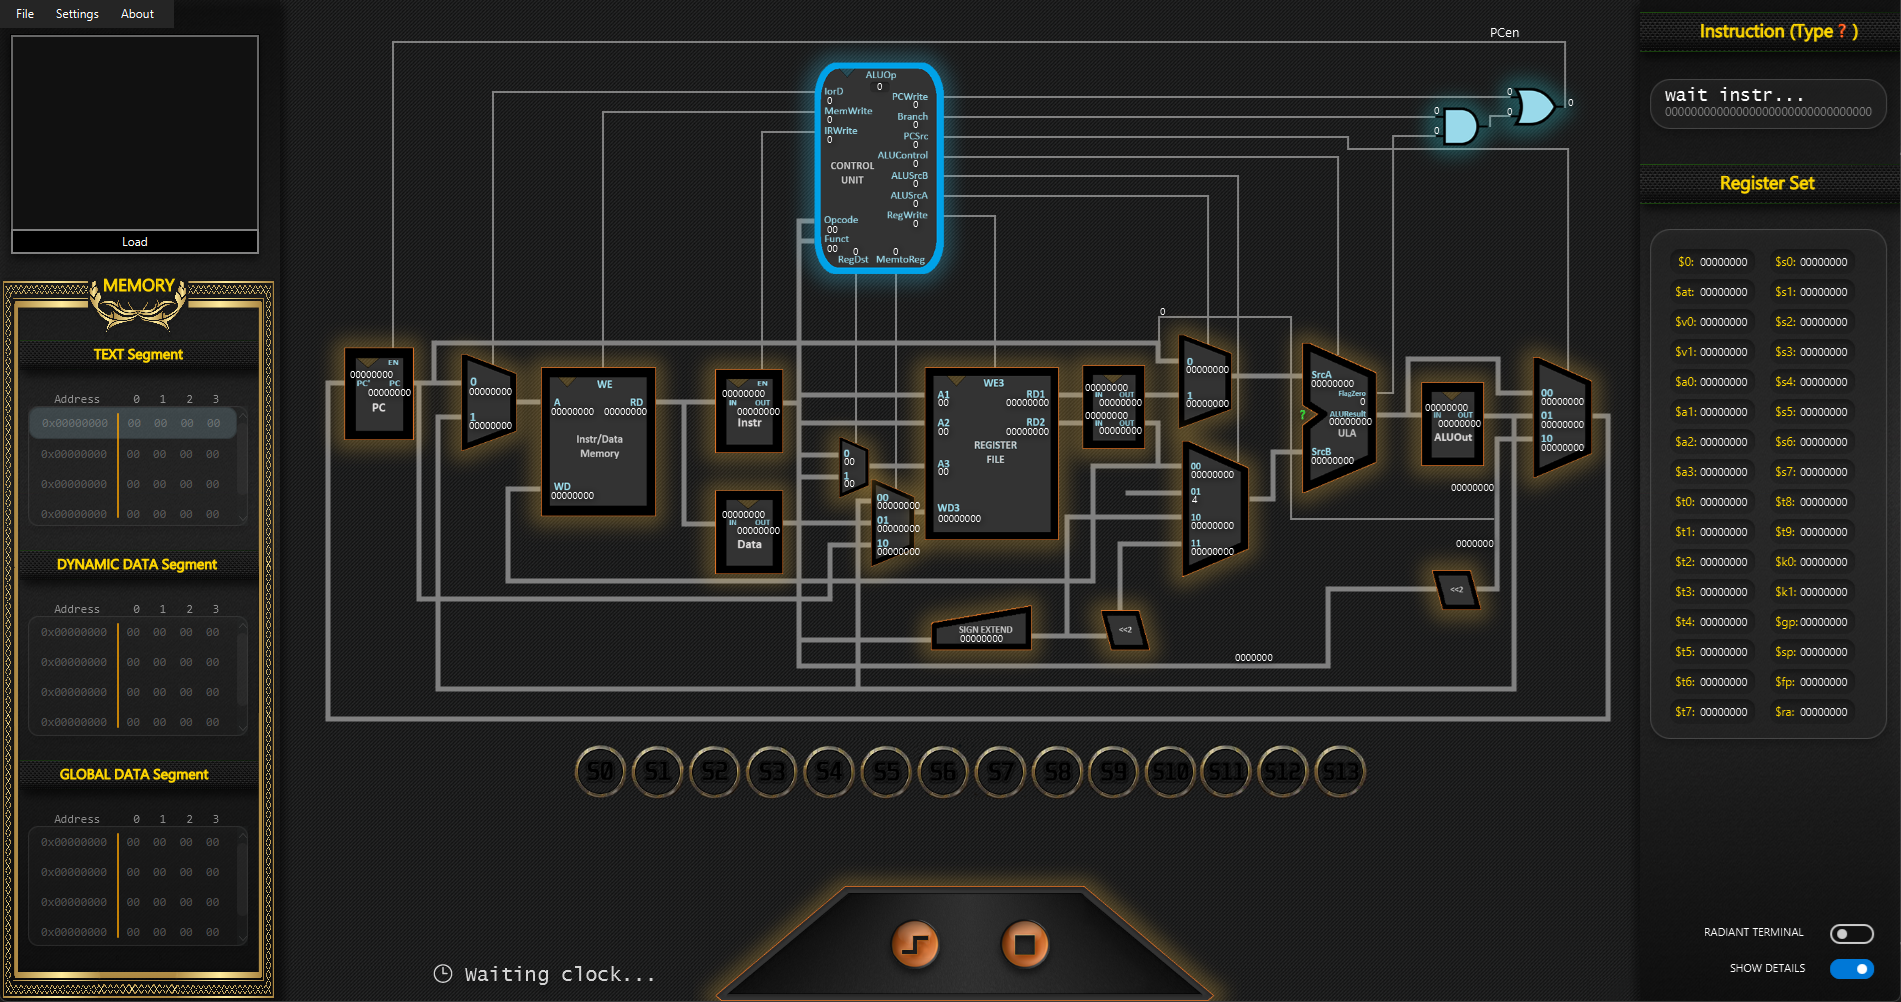 File Settings About
Load
MEMORY
TEXT Segment
Address 0 1 2 3
0x00000000 00 00 00 00
0x00000000 00 00 00 00
0x00000000 00 00 00 00
0x00000000 00 00 00 00
DYNAMIC DATA Segment
Address 0 1 2 3
0x00000000 00 00 00 00
0x00000000 00 00 00 00
0x00000000 00 00 00 00
0x00000000 00 00 00 00
GLOBAL DATA Segment
Address 0 1 2 3
0x00000000 00 00 00 00
0x00000000 00 00 00 00
0x00000000 00 00 00 00
0x00000000 00 00 00 00
PCen
ALUOp
0
IorD
0
MemWrite
0
IRWrite
0
CONTROL
UNIT
Opcode
00
Funct
00
PCWrite
0
Branch
0
PCSrc
0
ALUControl
0
ALUSrcB
0
ALUSrcA
0
RegWrite
0
0 0
RegDst MemtoReg
0
0
0
0
0
0
EN
00000000
PC' PC
00000000
PC
0
00000000
1
00000000
WE
A RD
00000000 00000000
Instr/Data
Memory
WD
00000000
EN
00000000
IN OUT
00000000
Instr
00000000
IN OUT
00000000
Data
0
00
1
00
00
00000000
01
00000000
10
00000000
WE3
A1 RD1
00 00000000
A2 RD2
00 00000000
REGISTER
FILE
A3
00
WD3
00000000
00000000
IN OUT
00000000
00000000
IN OUT
00000000
0
00000000
1
00000000
00
00000000
01
4
10
00000000
11
00000000
SrcA
00000000
FlagZero
0
?
ALUResult
00000000
ULA
SrcB
00000000
00000000
IN OUT
00000000
ALUOut
00
00000000
01
00000000
10
00000000
00000000
0000000
<<2
SIGN EXTEND
00000000
<<2
0000000
S0 S1 S2 S3 S4 S5 S6 S7 S8 S9 S10 S11 S12 S13
Waiting clock...
Instruction (Type ? )
wait instr...
00000000000000000000000000000000
Register Set
$0: 00000000 $s0: 00000000
$at: 00000000 $s1: 00000000
$v0: 00000000 $s2: 00000000
$v1: 00000000 $s3: 00000000
$a0: 00000000 $s4: 00000000
$a1: 00000000 $s5: 00000000
$a2: 00000000 $s6: 00000000
$a3: 00000000 $s7: 00000000
$t0: 00000000 $t8: 00000000
$t1: 00000000 $t9: 00000000
$t2: 00000000 $k0: 00000000
$t3: 00000000 $k1: 00000000
$t4: 00000000 $gp: 00000000
$t5: 00000000 $sp: 00000000
$t6: 00000000 $fp: 00000000
$t7: 00000000 $ra: 00000000
RADIANT TERMINAL
SHOW DETAILS